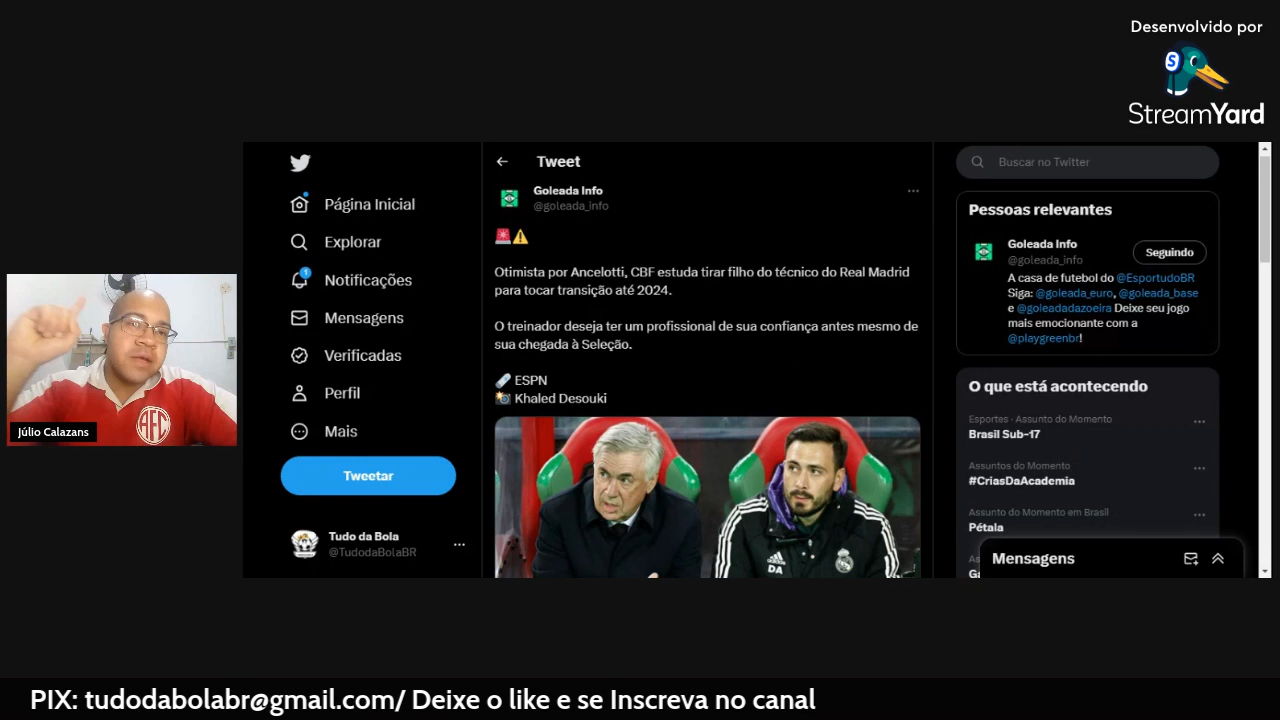 Desenvolvido por
StreamYard
Júlio Calazans
AFC
Página Inicial
Explorar
1
Notificações
Mensagens
Verificadas
Perfil
Mais
Tweetar
Tudo da Bola
@TudodaBolaBR
Tweet
Goleada Info
@goleada_info
Otimista por Ancelotti, CBF estuda tirar filho do técnico do Real Madrid
para tocar transição até 2024.
O treinador deseja ter um profissional de sua confiança antes mesmo de
sua chegada à Seleção.
ESPN
Khaled Desouki
adidas
DA
Buscar no Twitter
Pessoas relevantes
Goleada Info
@goleada_info
Seguindo
A casa de futebol do @EsportudoBR
Siga: @goleada_euro, @goleada_base
e @goleadadazoeira Deixe seu jogo
mais emocionante com a
@playgreenbr!
O que está acontecendo
Esportes · Assunto do Momento
Brasil Sub-17
Assuntos do Momento
#CriasDaAcademia
Assunto do Momento em Brasil
Pétala
Mensagens
PIX: tudodabolabr@gmail.com/ Deixe o like e se Inscreva no canal